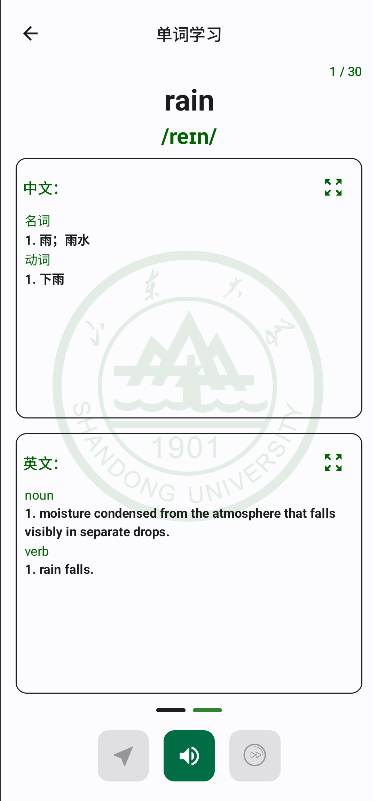 单词学习
1 / 30
rain
/reɪn/
中文:
名词
1. 雨；雨水
动词
1. 下雨
山东大学
1901
SHANDONG UNIVERSITY
英文:
noun
1. moisture condensed from the atmosphere that falls
visibly in separate drops.
verb
1. rain falls.